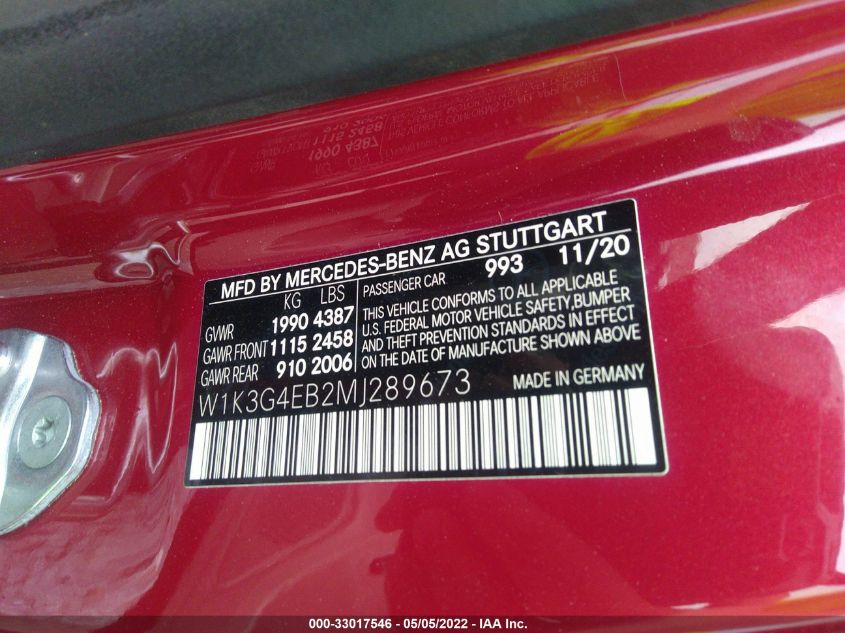 MFD BY MERCEDES-BENZ AG STUTTGART
KG LBS PASSENGER CAR 993 11/20
GVWR 1990 4387
GAWR FRONT 1115 2458
GAWR REAR 910 2006
THIS VEHICLE CONFORMS TO ALL APPLICABLE
U.S. FEDERAL MOTOR VEHICLE SAFETY,BUMPER
AND THEFT PREVENTION STANDARDS IN EFFECT
ON THE DATE OF MANUFACTURE SHOWN ABOVE
W1K3G4EB2MJ289673 MADE IN GERMANY
000-33017546 - 05/05/2022 - IAA Inc.